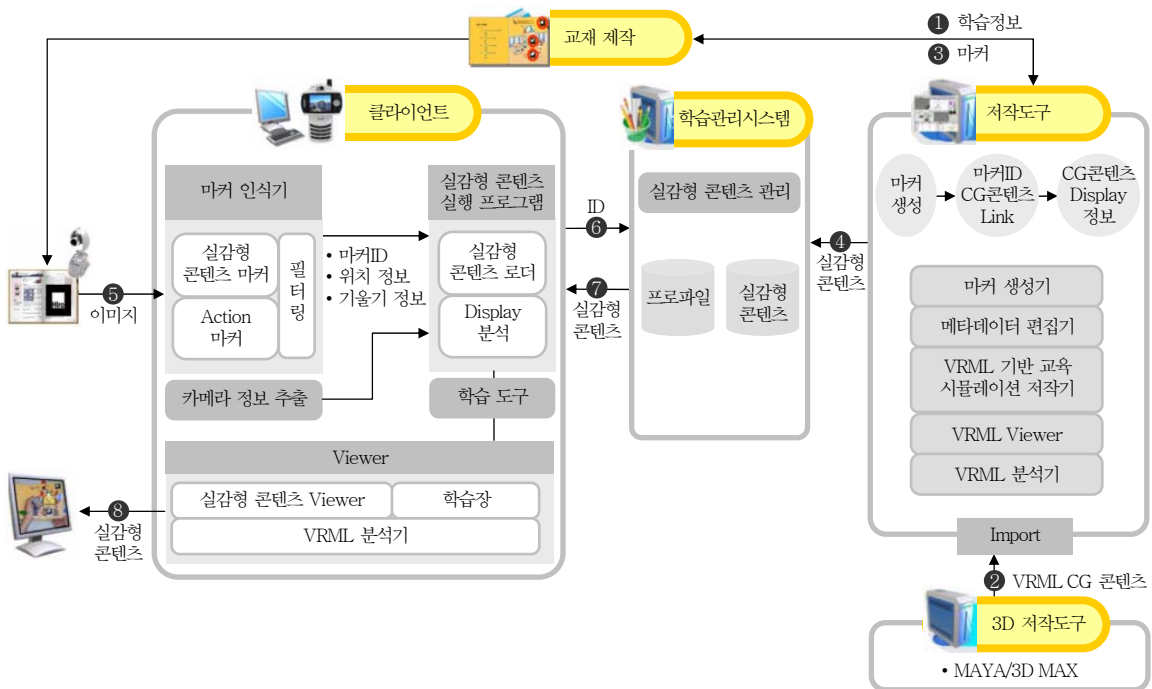 교재 제작
❶ 학습정보
❸ 마커
클라이언트
마커 인식기
실감형
콘텐츠 마커
Action
마커
필
터
링
카메라 정보 추출
• 마커ID
• 위치 정보
• 기울기 정보
실감형 콘텐츠
실행 프로그램
실감형
콘텐츠 로더
Display
분석
학습 도구
Viewer
실감형 콘텐츠 Viewer
학습장
VRML 분석기
❺
이미지
❽
실감형
콘텐츠
ID
❻
❼
실감형
콘텐츠
학습관리시스템
실감형 콘텐츠 관리
프로파일
실감형
콘텐츠
❹
실감형
콘텐츠
저작도구
마커
생성
마커ID
CG콘텐츠
Link
CG콘텐츠
Display
정보
마커 생성기
메타데이터 편집기
VRML 기반 교육
시뮬레이션 저작기
VRML Viewer
VRML 분석기
Import
❷ VRML CG 콘텐츠
3D 저작도구
• MAYA/3D MAX